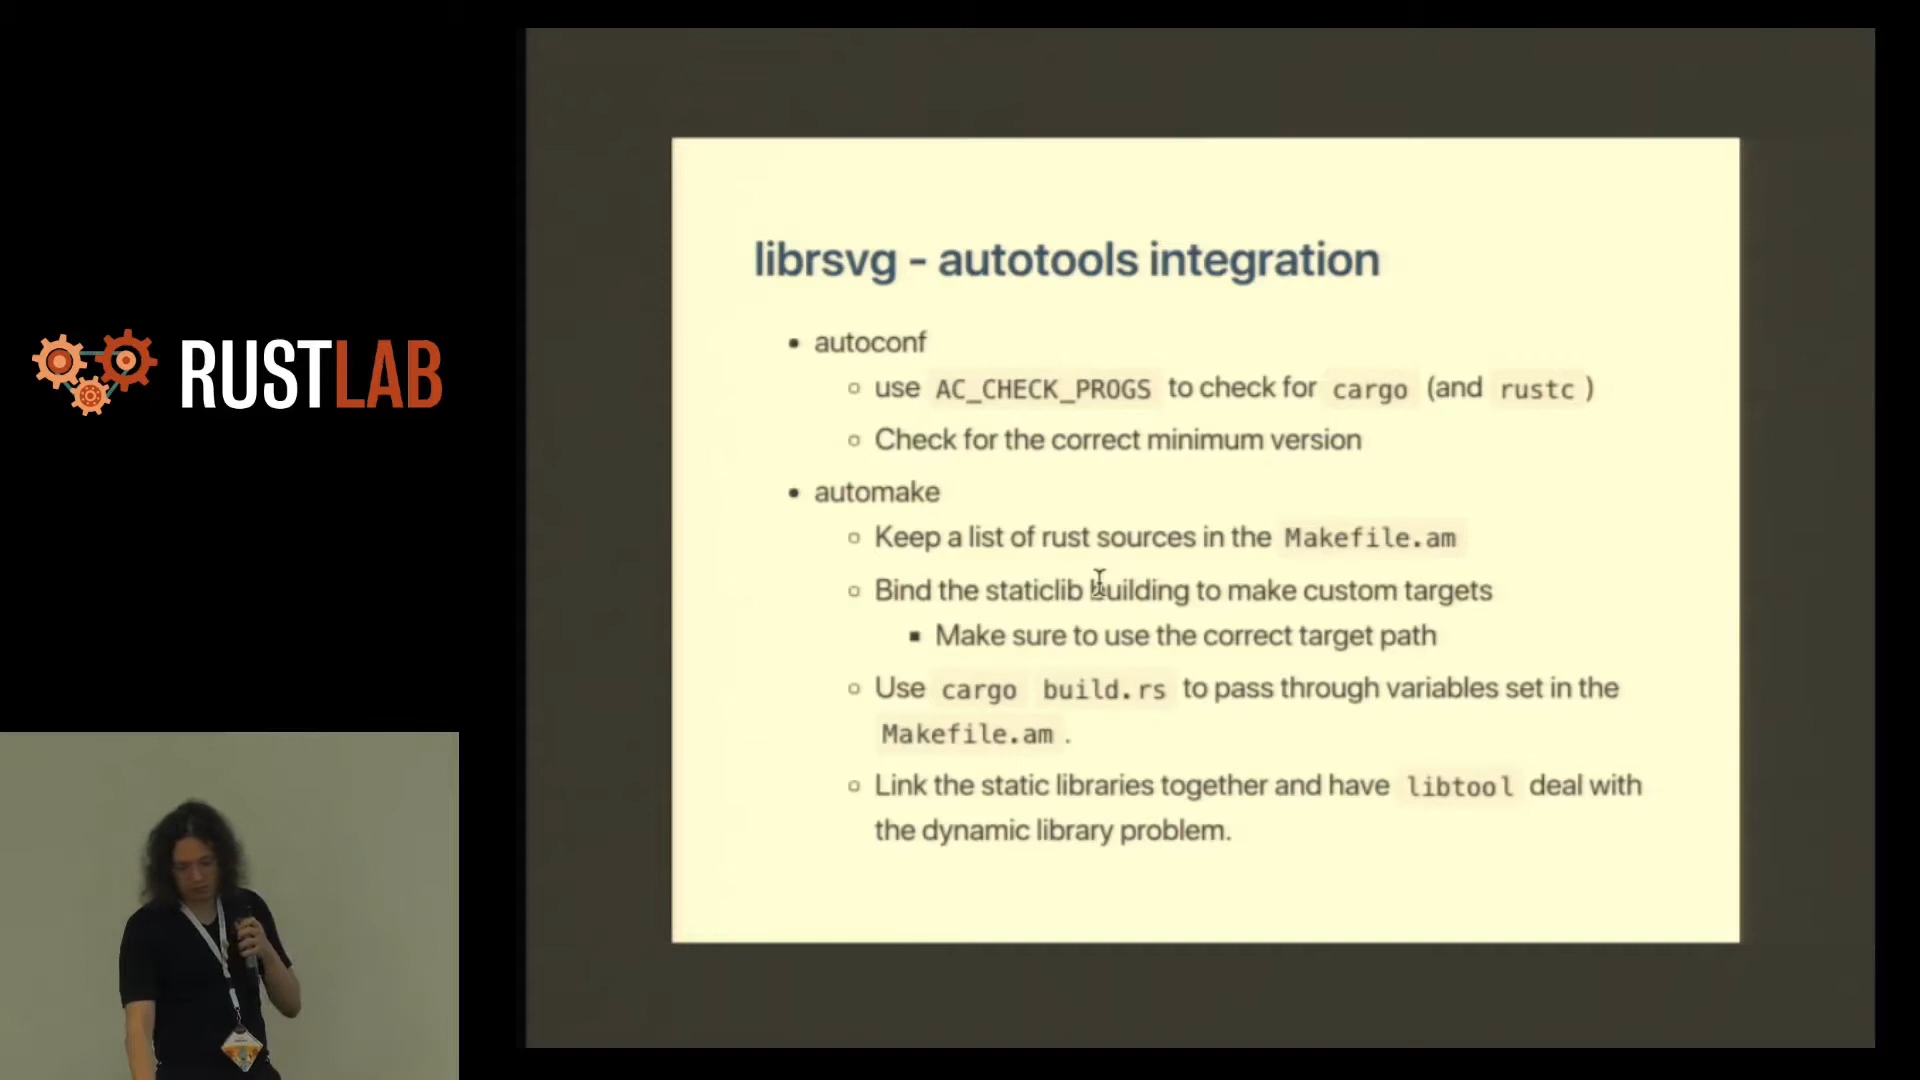 RUSTLAB
librsvg - autotools integration
• autoconf
○ use AC_CHECK_PROGS to check for cargo (and rustc )
○ Check for the correct minimum version
• automake
○ Keep a list of rust sources in the Makefile.am
○ Bind the staticlib building to make custom targets
▪ Make sure to use the correct target path
○ Use cargo build.rs to pass through variables set in the
Makefile.am .
○ Link the static libraries together and have libtool deal with
the dynamic library problem.